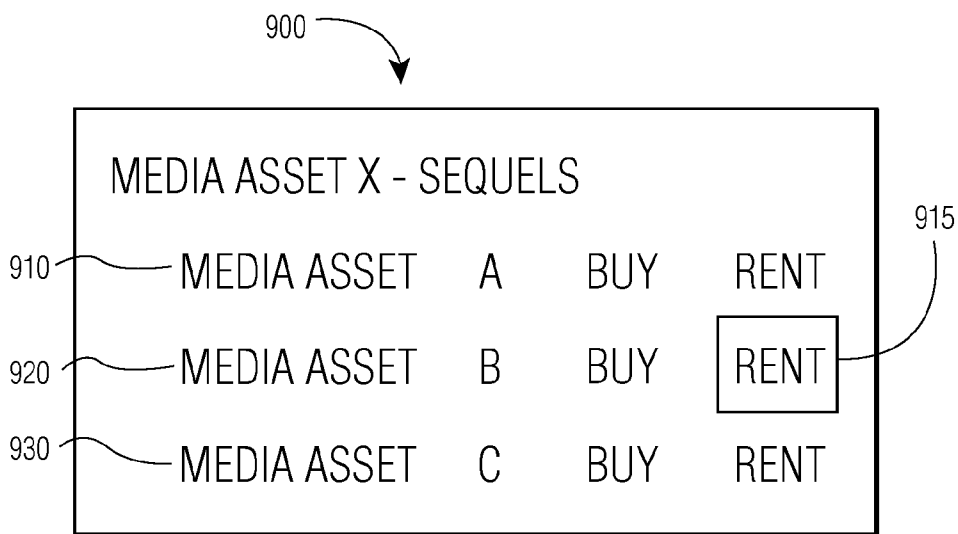 900
MEDIA ASSET X - SEQUELS
915
910 MEDIA ASSET A BUY RENT
920 MEDIA ASSET B BUY RENT
930 MEDIA ASSET C BUY RENT